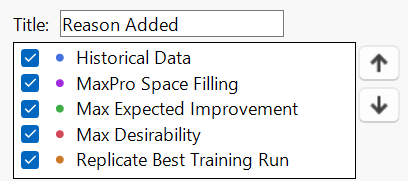 Title: Reason Added
Historical Data
MaxPro Space Filling
Max Expected Improvement
Max Desirability
Replicate Best Training Run